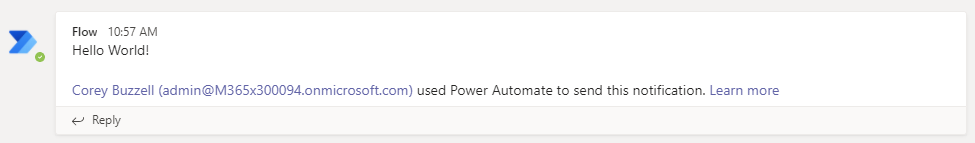 Flow 10:57 AM
Hello World!
Corey Buzzell (admin@M365x300094.onmicrosoft.com) used Power Automate to send this notification. Learn more
Reply